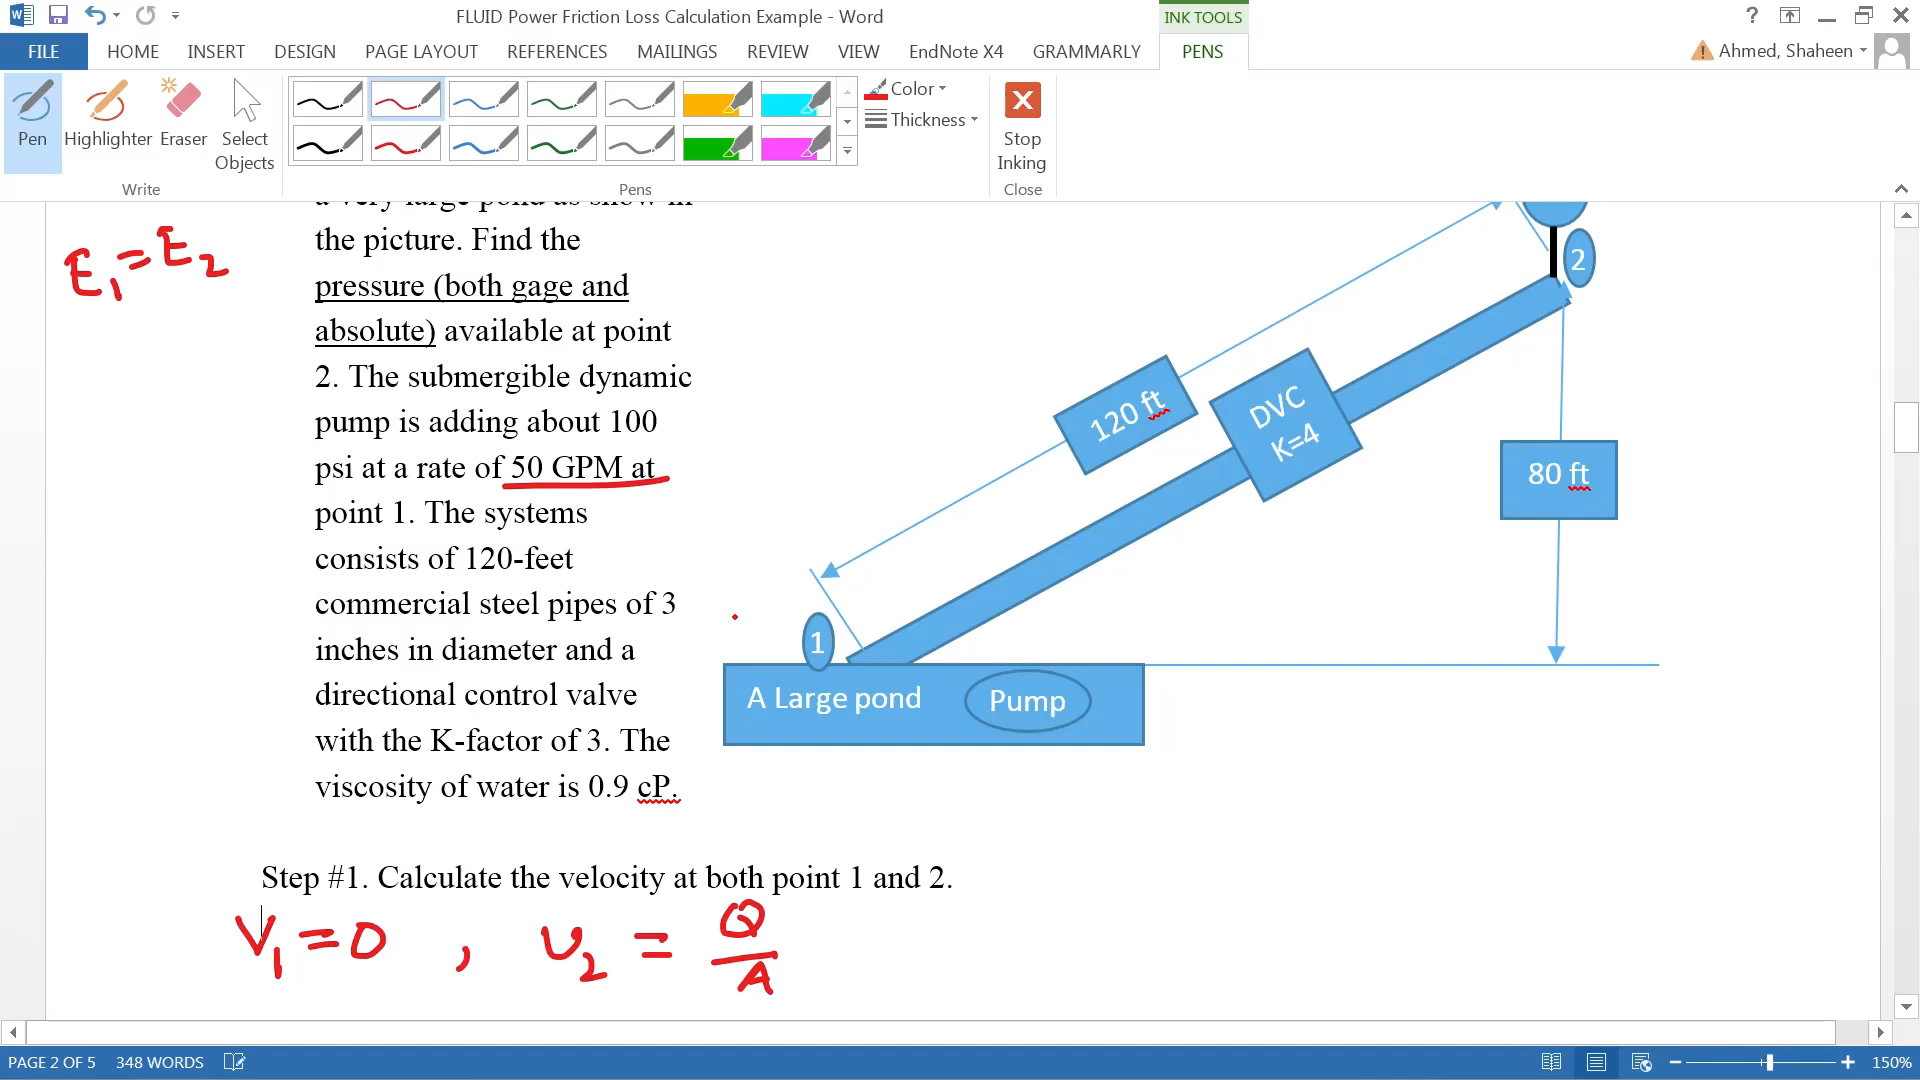 FLUID Power Friction Loss Calculation Example - Word
INK TOOLS
?
FILE HOME INSERT DESIGN PAGE LAYOUT REFERENCES MAILINGS REVIEW VIEW EndNote X4 GRAMMARLY PENS
Ahmed, Shaheen
Pen Highlighter Eraser Select Objects
Color
Thickness
Stop Inking
Write Pens Close
a very large pond as show in
the picture. Find the
pressure (both gage and
absolute) available at point
2. The submergible dynamic
pump is adding about 100
psi at a rate of 50 GPM at
point 1. The systems
consists of 120-feet
commercial steel pipes of 3
inches in diameter and a
directional control valve
with the K-factor of 3. The
viscosity of water is 0.9 cP.
E1=E2
2
120 ft
DVC
K=4
80 ft
1
A Large pond
Pump
Step #1. Calculate the velocity at both point 1 and 2.
V1=0 , V2 = Q/A
PAGE 2 OF 5 348 WORDS
150%